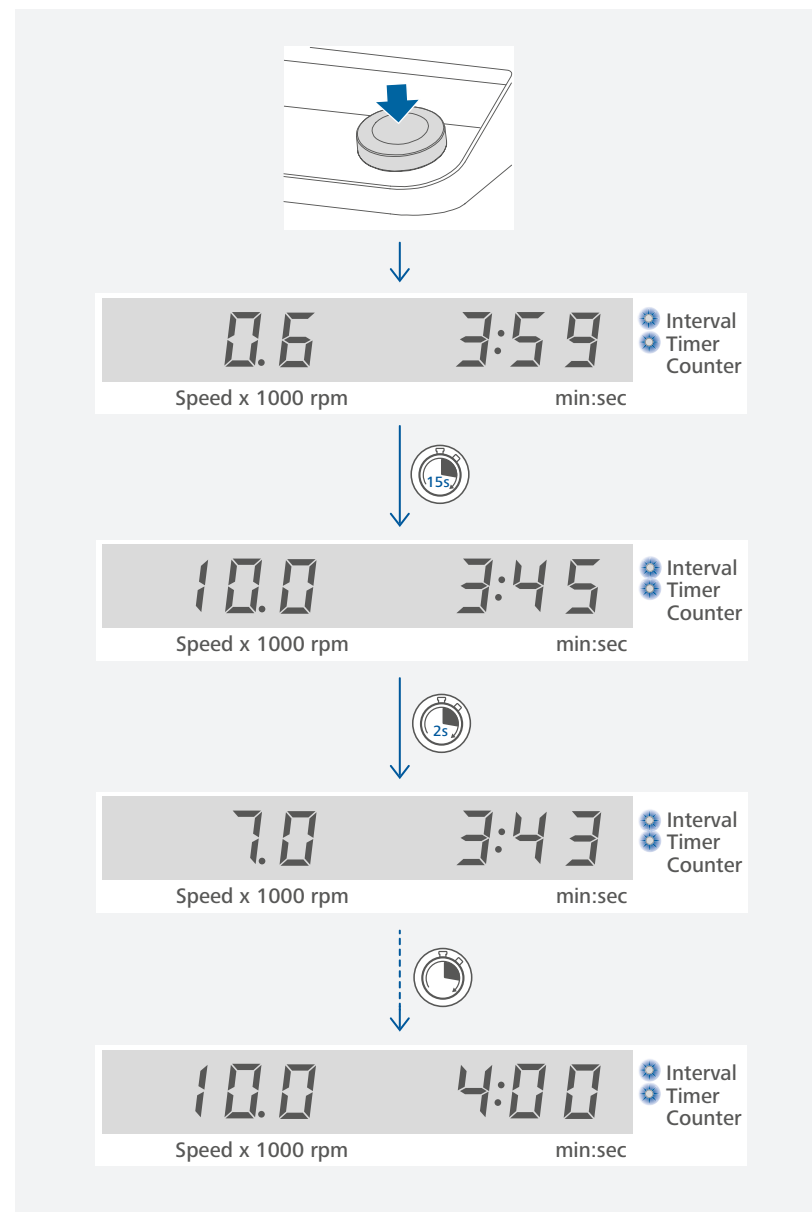 0.6 3:59
Interval
Timer
Counter
Speed x 1000 rpm min:sec
15s
10.0 3:45
Interval
Timer
Counter
Speed x 1000 rpm min:sec
2s
7.0 3:43
Interval
Timer
Counter
Speed x 1000 rpm min:sec
10.0 4:00
Interval
Timer
Counter
Speed x 1000 rpm min:sec